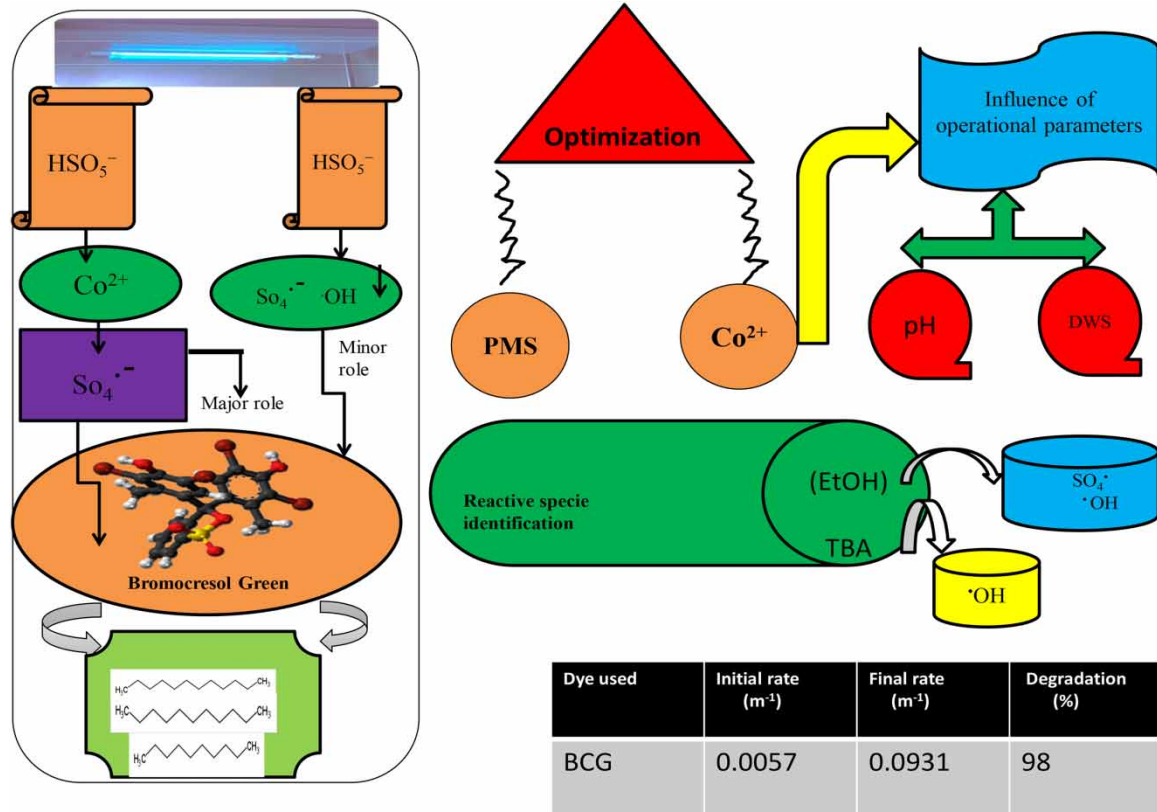 HSO₅⁻
HSO₅⁻
Co²⁺
So₄·⁻ ·OH
So₄·⁻
Major role
Minor
role
Bromocresol Green
H₃C CH₃
H₃C CH₃
H₃C CH₃
Optimization
PMS
Co²⁺
Influence of
operational parameters
pH
DWS
Reactive specie
identification
(EtOH)
TBA
SO₄·
·OH
·OH
Dye used Initial rate Final rate Degradation
(m⁻¹) (m⁻¹) (%)
BCG 0.0057 0.0931 98